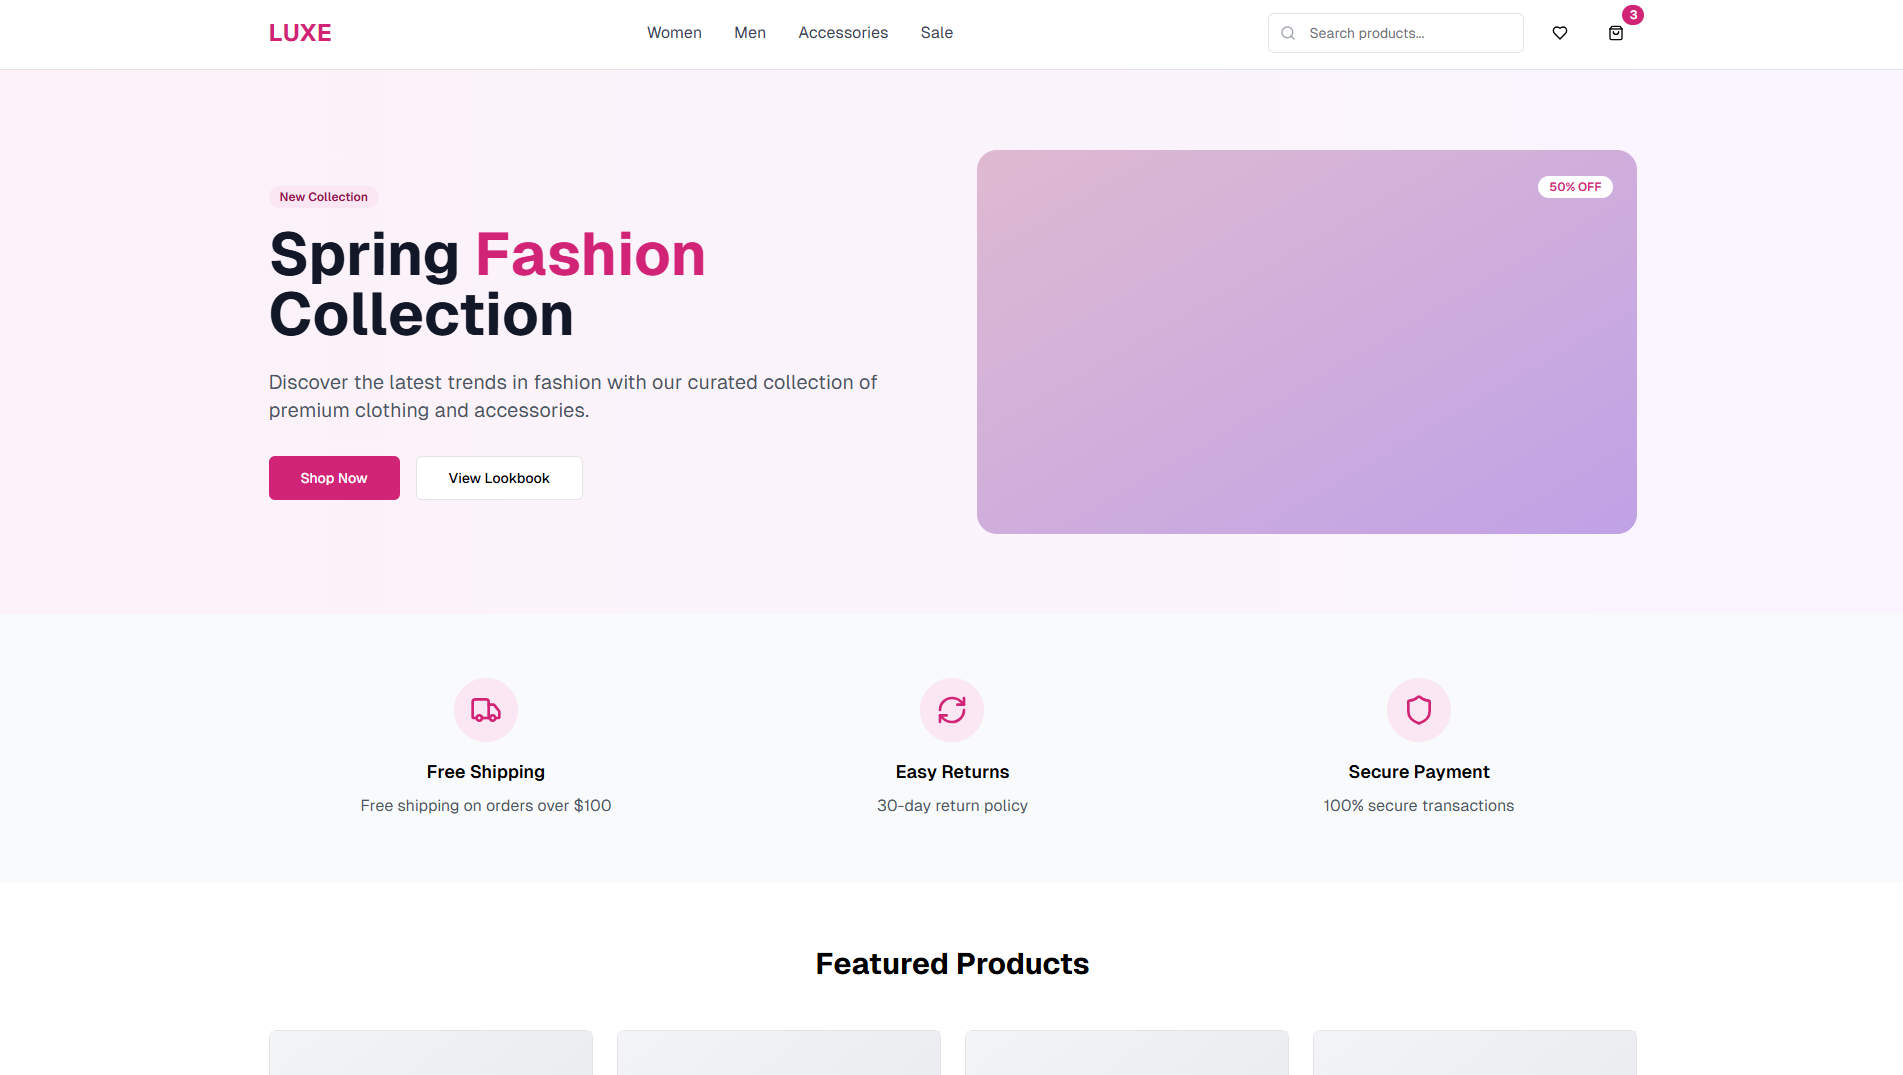 LUXE
Women
Men
Accessories
Sale
Search products...
3
New Collection
Spring Fashion
Collection
Discover the latest trends in fashion with our curated collection of
premium clothing and accessories.
Shop Now
View Lookbook
50% OFF
Free Shipping
Free shipping on orders over $100
Easy Returns
30-day return policy
Secure Payment
100% secure transactions
Featured Products